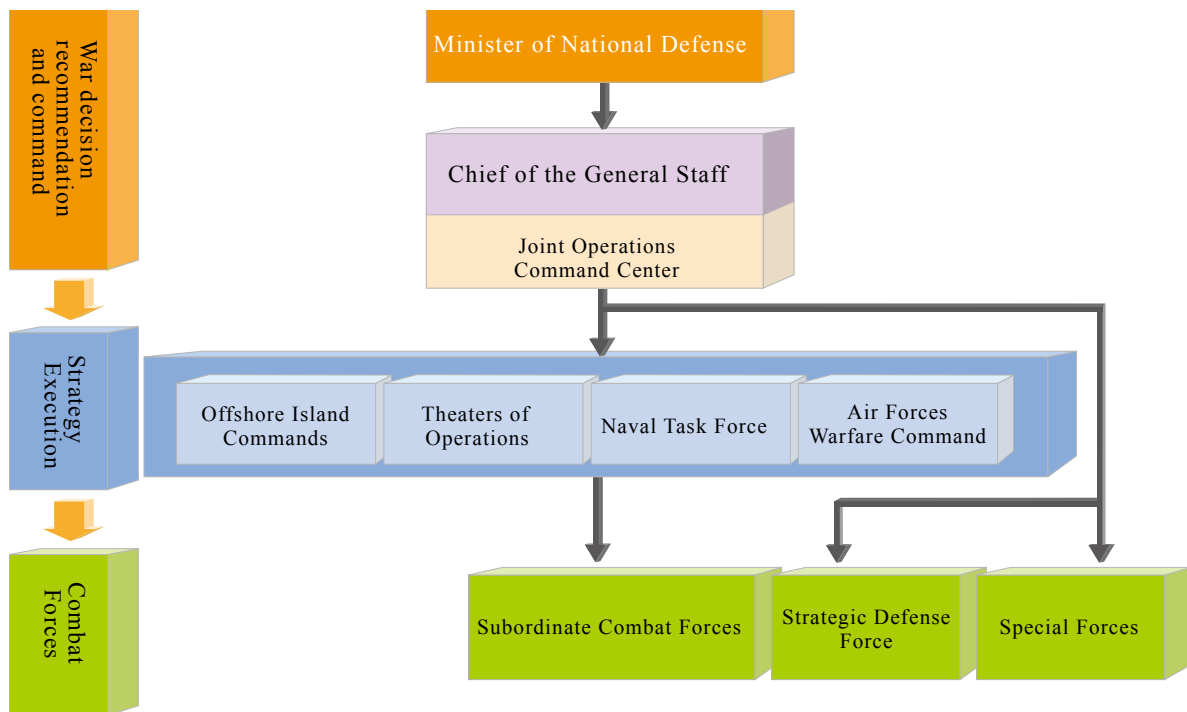 War decision
recommendation
and command
Minister of National Defense
Chief of the General Staff
Joint Operations
Command Center
Strategy
Execution
Offshore Island
Commands
Theaters of
Operations
Naval Task Force
Air Forces
Warfare Command
Combat
Forces
Subordinate Combat Forces
Strategic Defense
Force
Special Forces